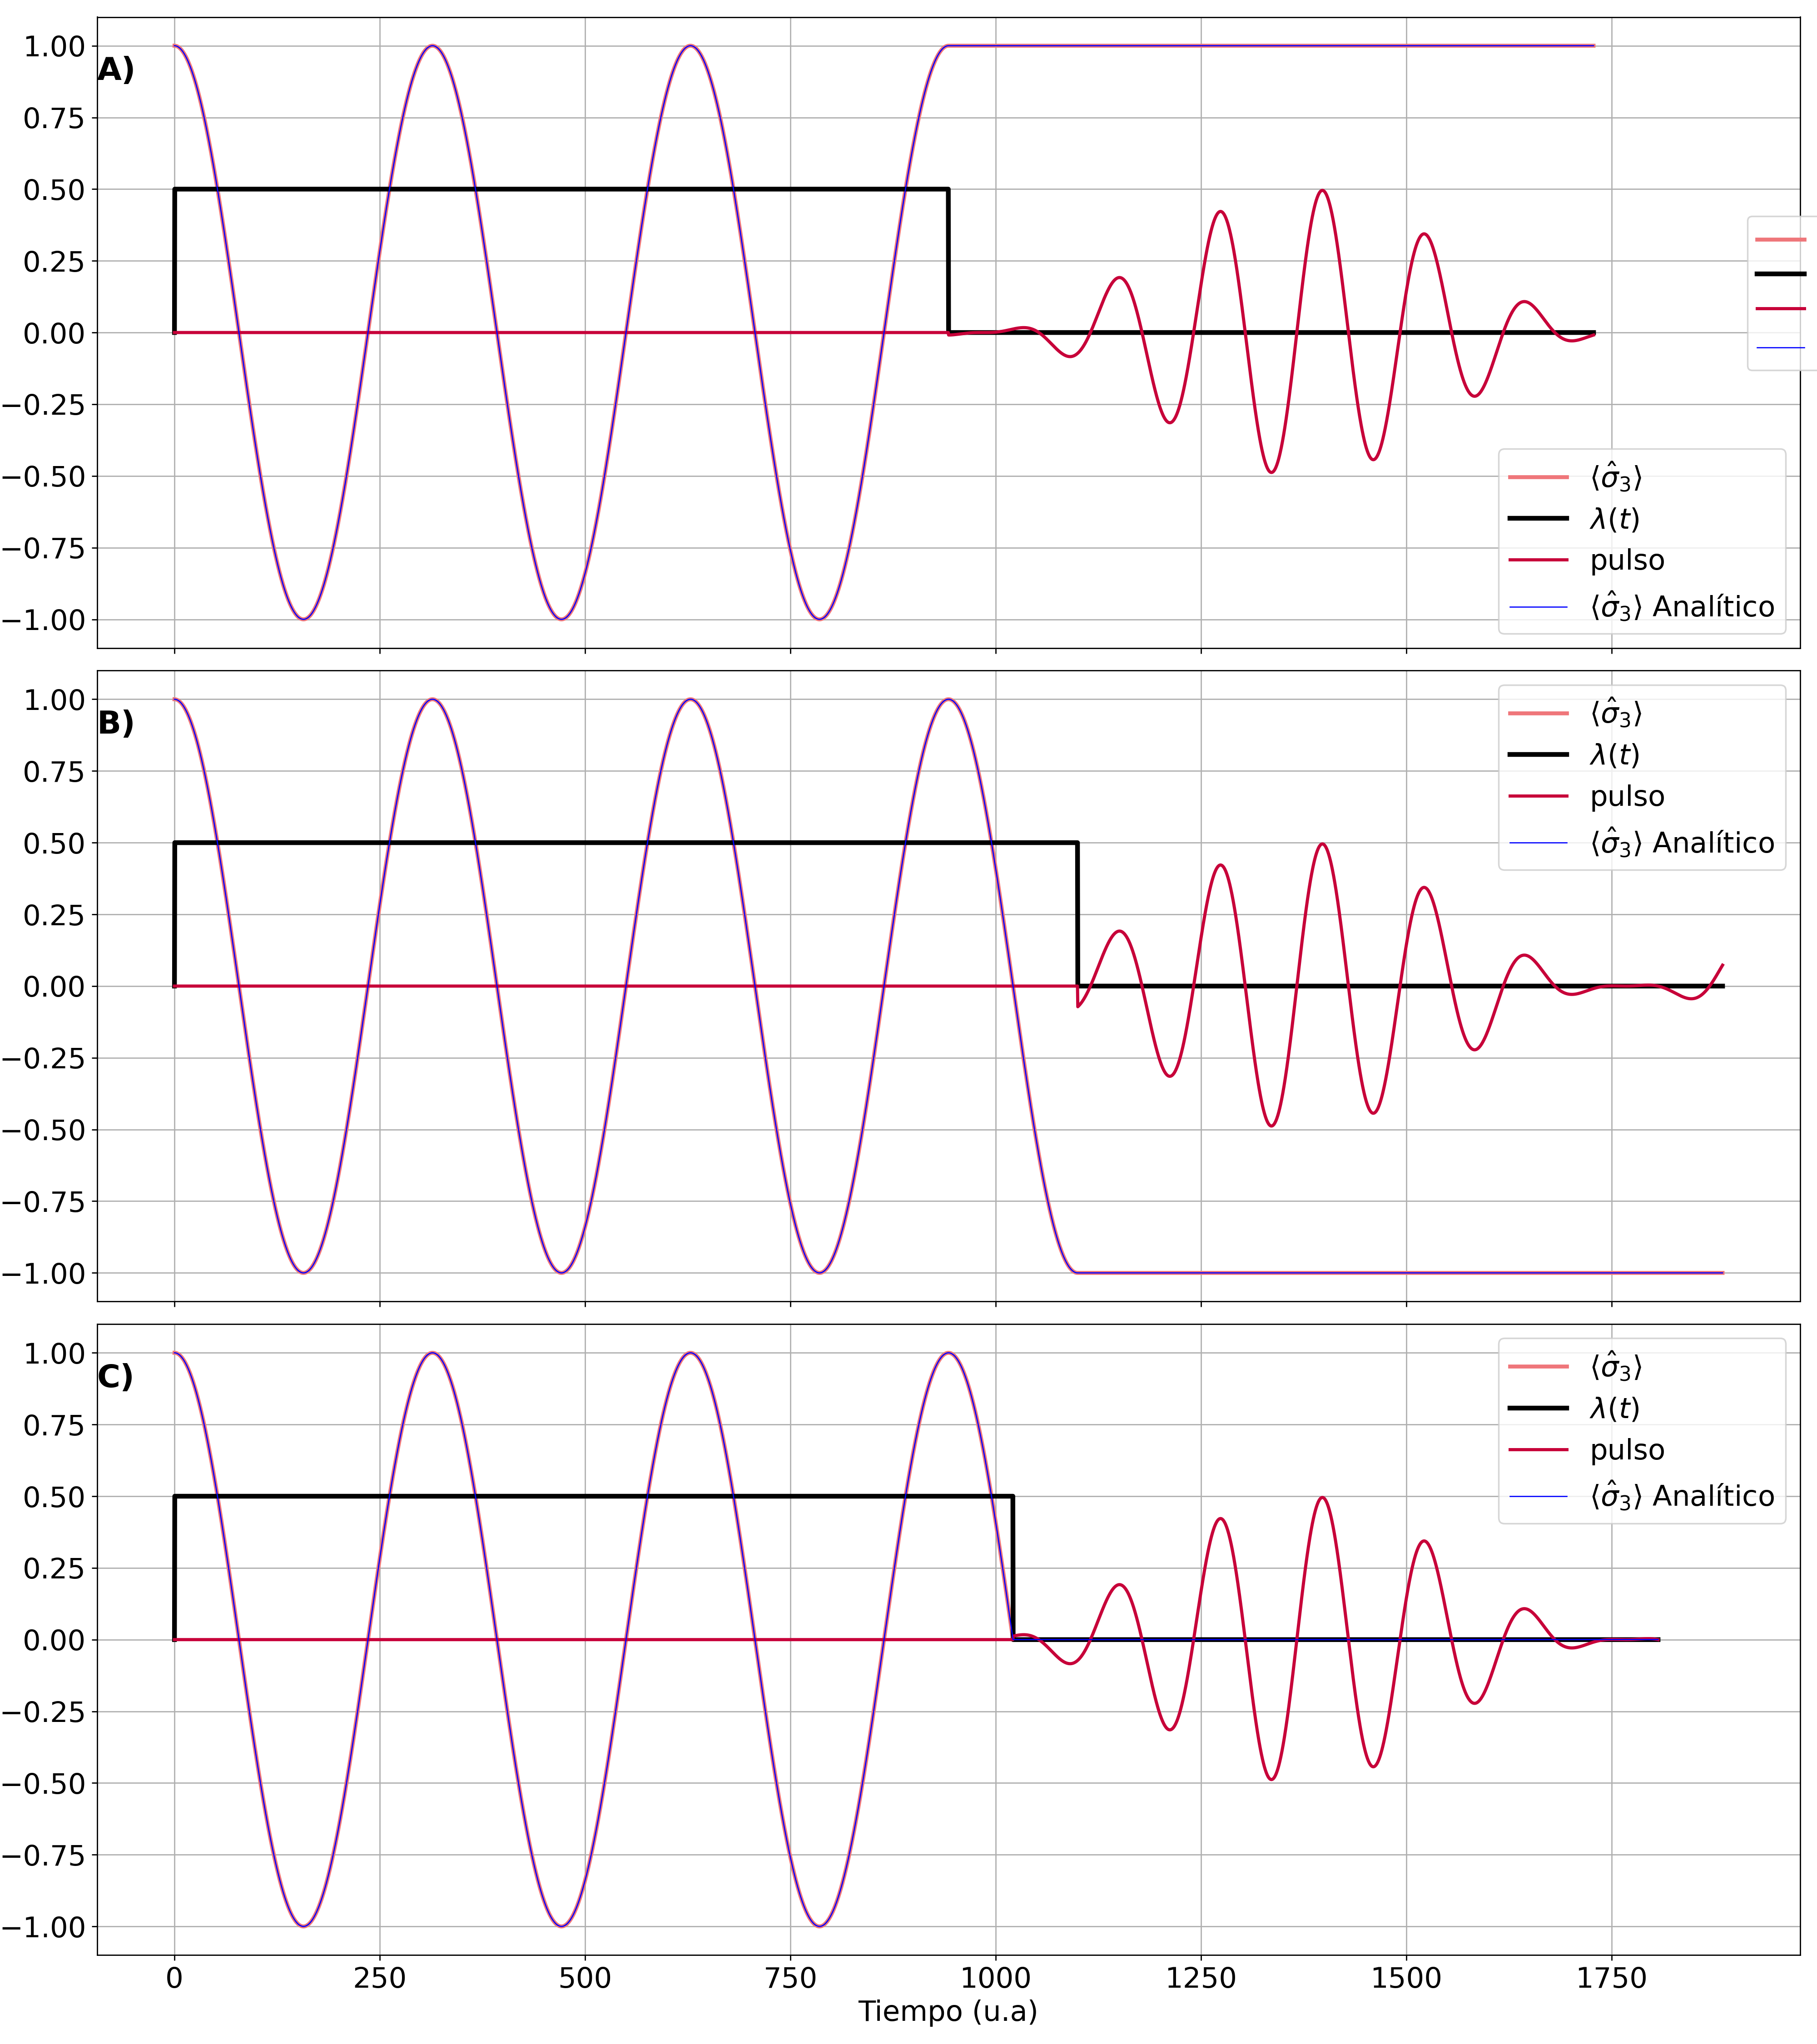 A)
1.00
0.75
0.50
0.25
0.00
−0.25
−0.50
−0.75
−1.00
⟨σ̂₃⟩
λ(t)
pulso
⟨σ̂₃⟩ Analítico
B)
1.00
0.75
0.50
0.25
0.00
−0.25
−0.50
−0.75
−1.00
⟨σ̂₃⟩
λ(t)
pulso
⟨σ̂₃⟩ Analítico
C)
1.00
0.75
0.50
0.25
0.00
−0.25
−0.50
−0.75
−1.00
⟨σ̂₃⟩
λ(t)
pulso
⟨σ̂₃⟩ Analítico
0 250 500 750 1000 1250 1500 1750
Tiempo (u.a)